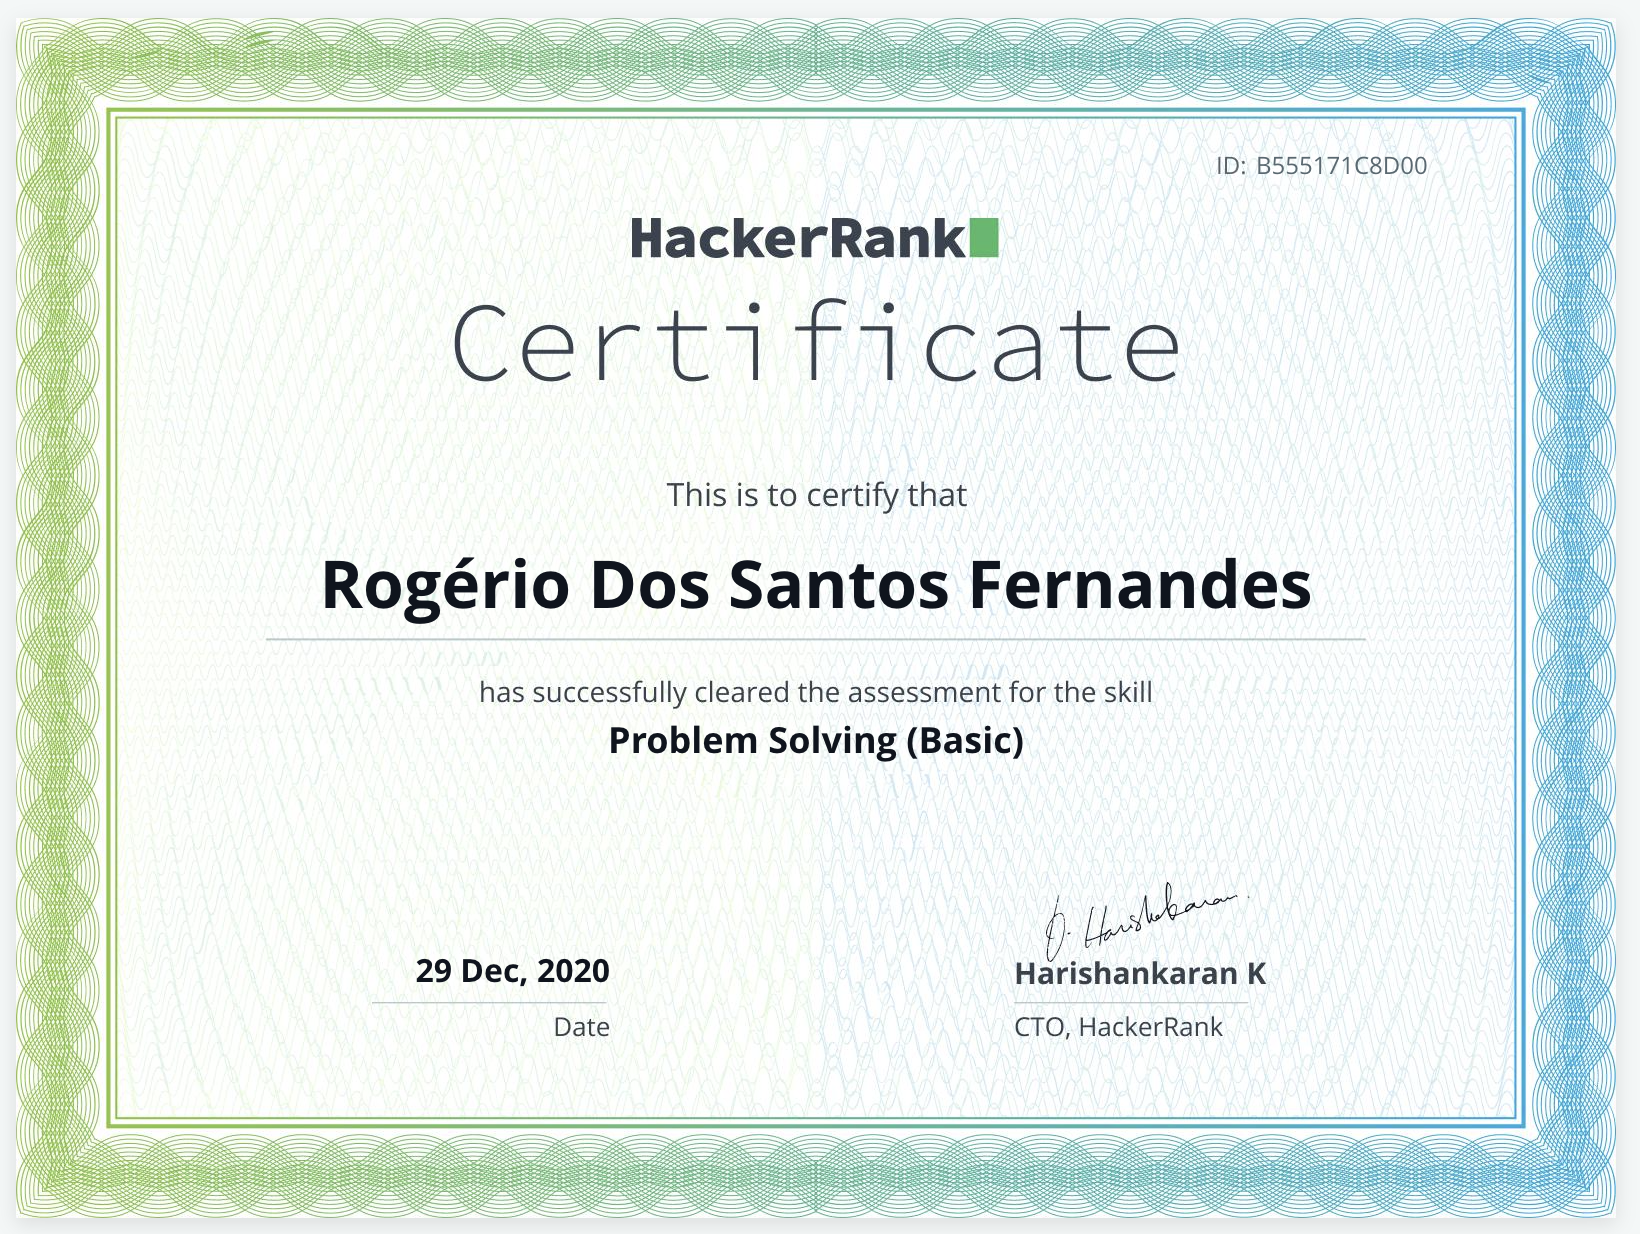 ID: B555171C8D00
HackerRank
Certificate
This is to certify that
Rogério Dos Santos Fernandes
has successfully cleared the assessment for the skill
Problem Solving (Basic)
29 Dec, 2020
Date
Harishankaran K
CTO, HackerRank